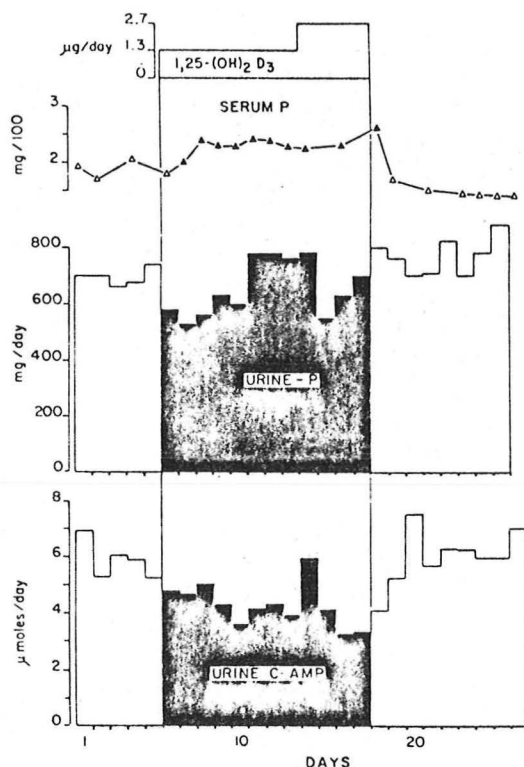 2.7
μg/day 1.3
0
1,25-(OH)2 D3
SERUM P
mg/100
3
2
800
600
400
200
0
mg/day
URINE - P
8
6
4
2
0
μ moles/day
URINE C-AMP
1 10 20
DAYS